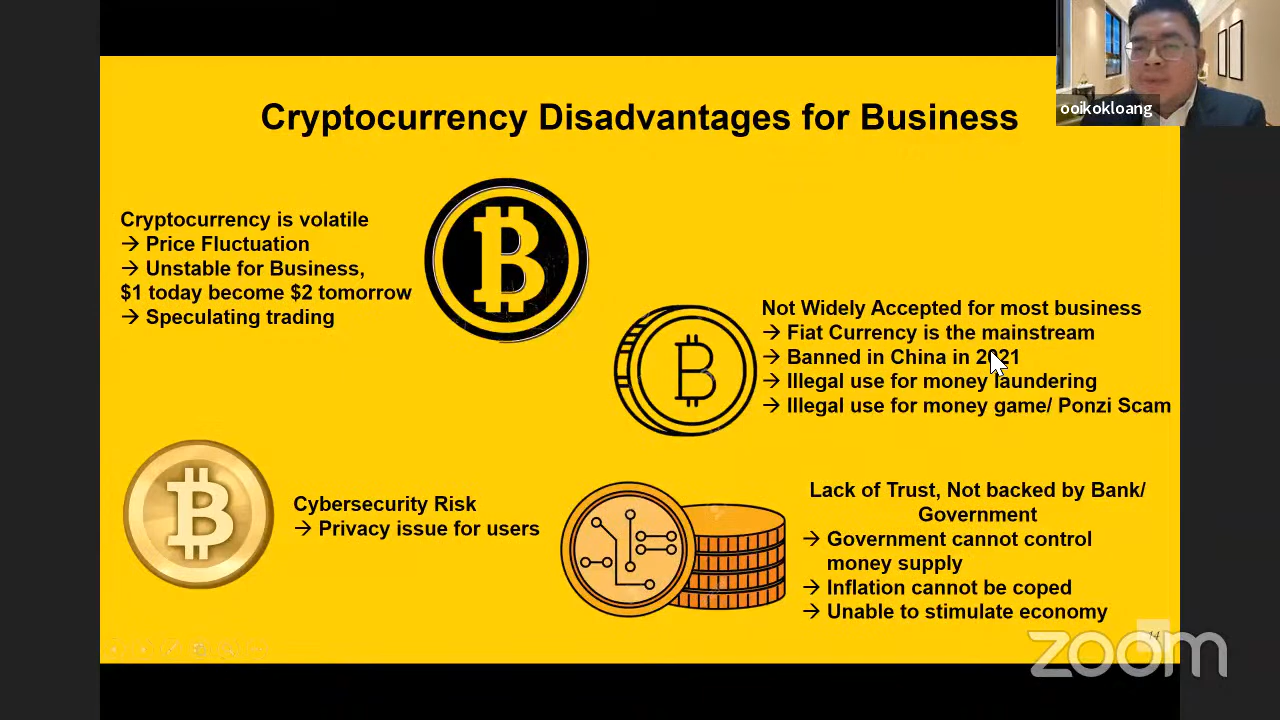 ooikokloang
Cryptocurrency Disadvantages for Business
Cryptocurrency is volatile
→ Price Fluctuation
→ Unstable for Business,
$1 today become $2 tomorrow
→ Speculating trading
Not Widely Accepted for most business
→ Fiat Currency is the mainstream
→ Banned in China in 2021
→ Illegal use for money laundering
→ Illegal use for money game/ Ponzi Scam
Cybersecurity Risk
→ Privacy issue for users
Lack of Trust, Not backed by Bank/
Government
→ Government cannot control
money supply
→ Inflation cannot be coped
→ Unable to stimulate economy
14
zoom